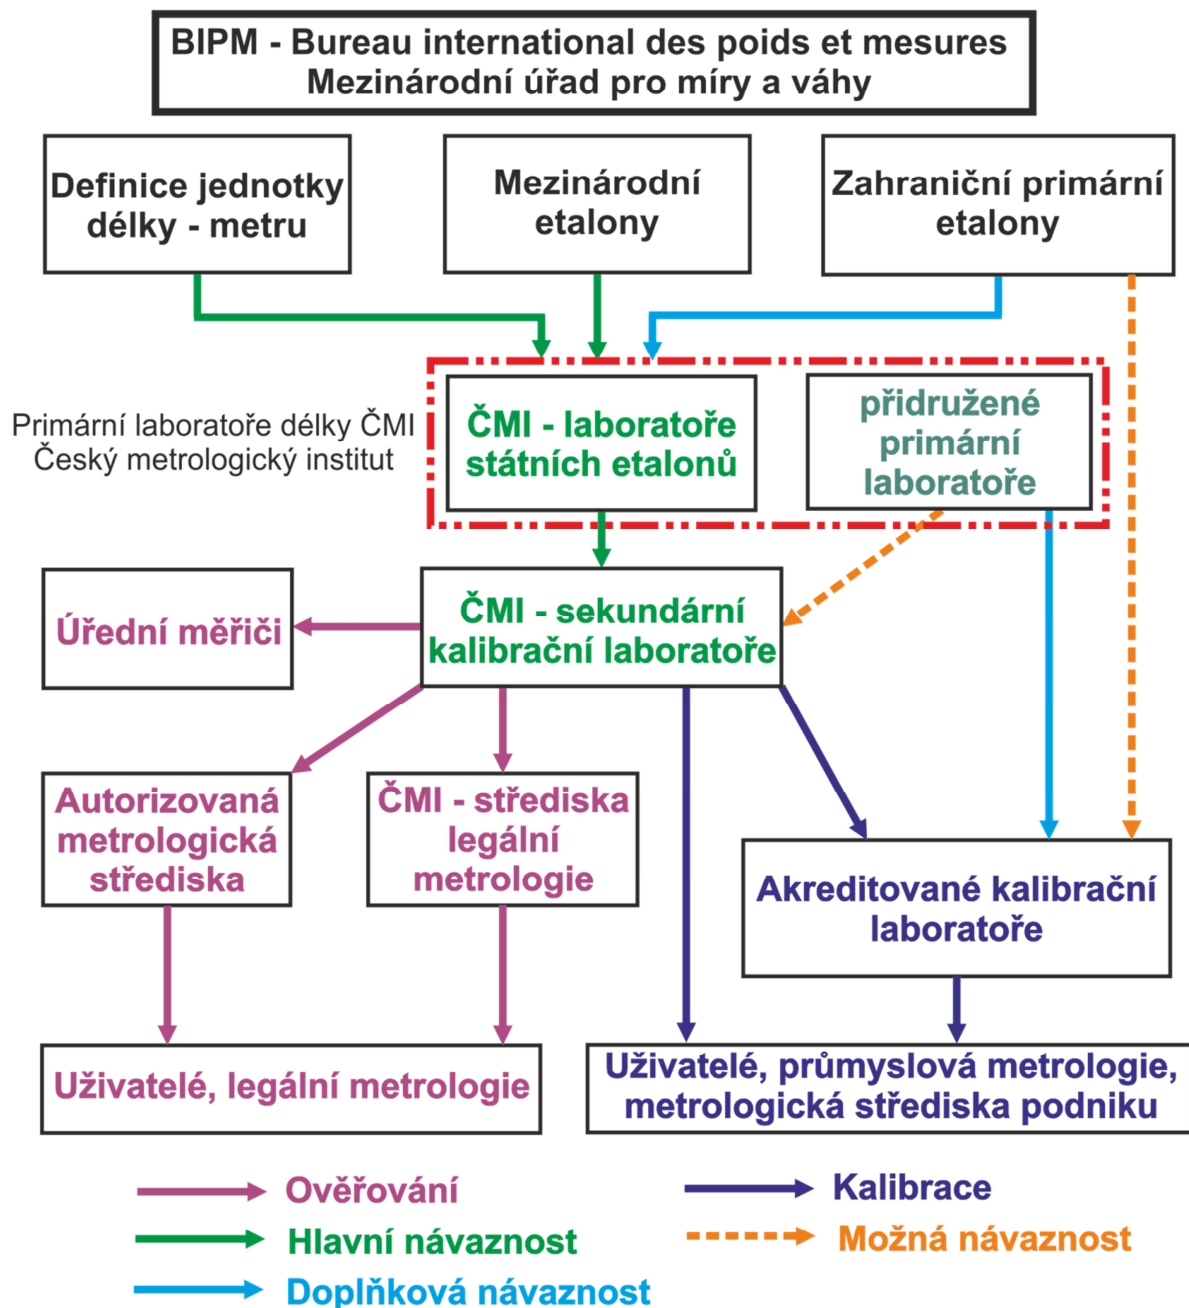 BIPM - Bureau international des poids et mesures
Mezinárodní úřad pro míry a váhy
Definice jednotky
délky - metru
Mezinárodní
etalony
Zahraniční primární
etalony
Primární laboratoře délky ČMI
Český metrologický institut
ČMI - laboratoře
státních etalonů
přidružené
primární
laboratoře
Úřední měřiči
ČMI - sekundární
kalibrační laboratoře
Autorizovaná
metrologická
střediska
ČMI - střediska
legální
metrologie
Akreditované kalibrační
laboratoře
Uživatelé, legální metrologie
Uživatelé, průmyslová metrologie,
metrologická střediska podniku
Ověřování
Kalibrace
Hlavní návaznost
Možná návaznost
Doplňková návaznost